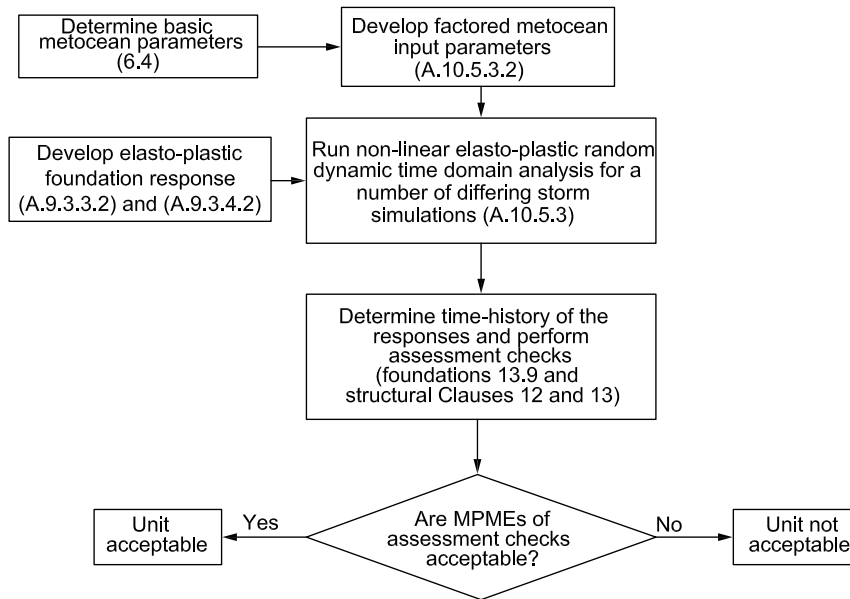 Determine basic
metocean parameters
(6.4)
Develop factored metocean
input parameters
(A.10.5.3.2)
Develop elasto-plastic
foundation response
(A.9.3.3.2) and (A.9.3.4.2)
Run non-linear elasto-plastic random
dynamic time domain analysis for a
number of differing storm
simulations (A.10.5.3)
Determine time-history of the
responses and perform
assessment checks
(foundations 13.9 and
structural Clauses 12 and 13)
Are MPMEs of
assessment checks
acceptable?
Yes
Unit
acceptable
No
Unit not
acceptable